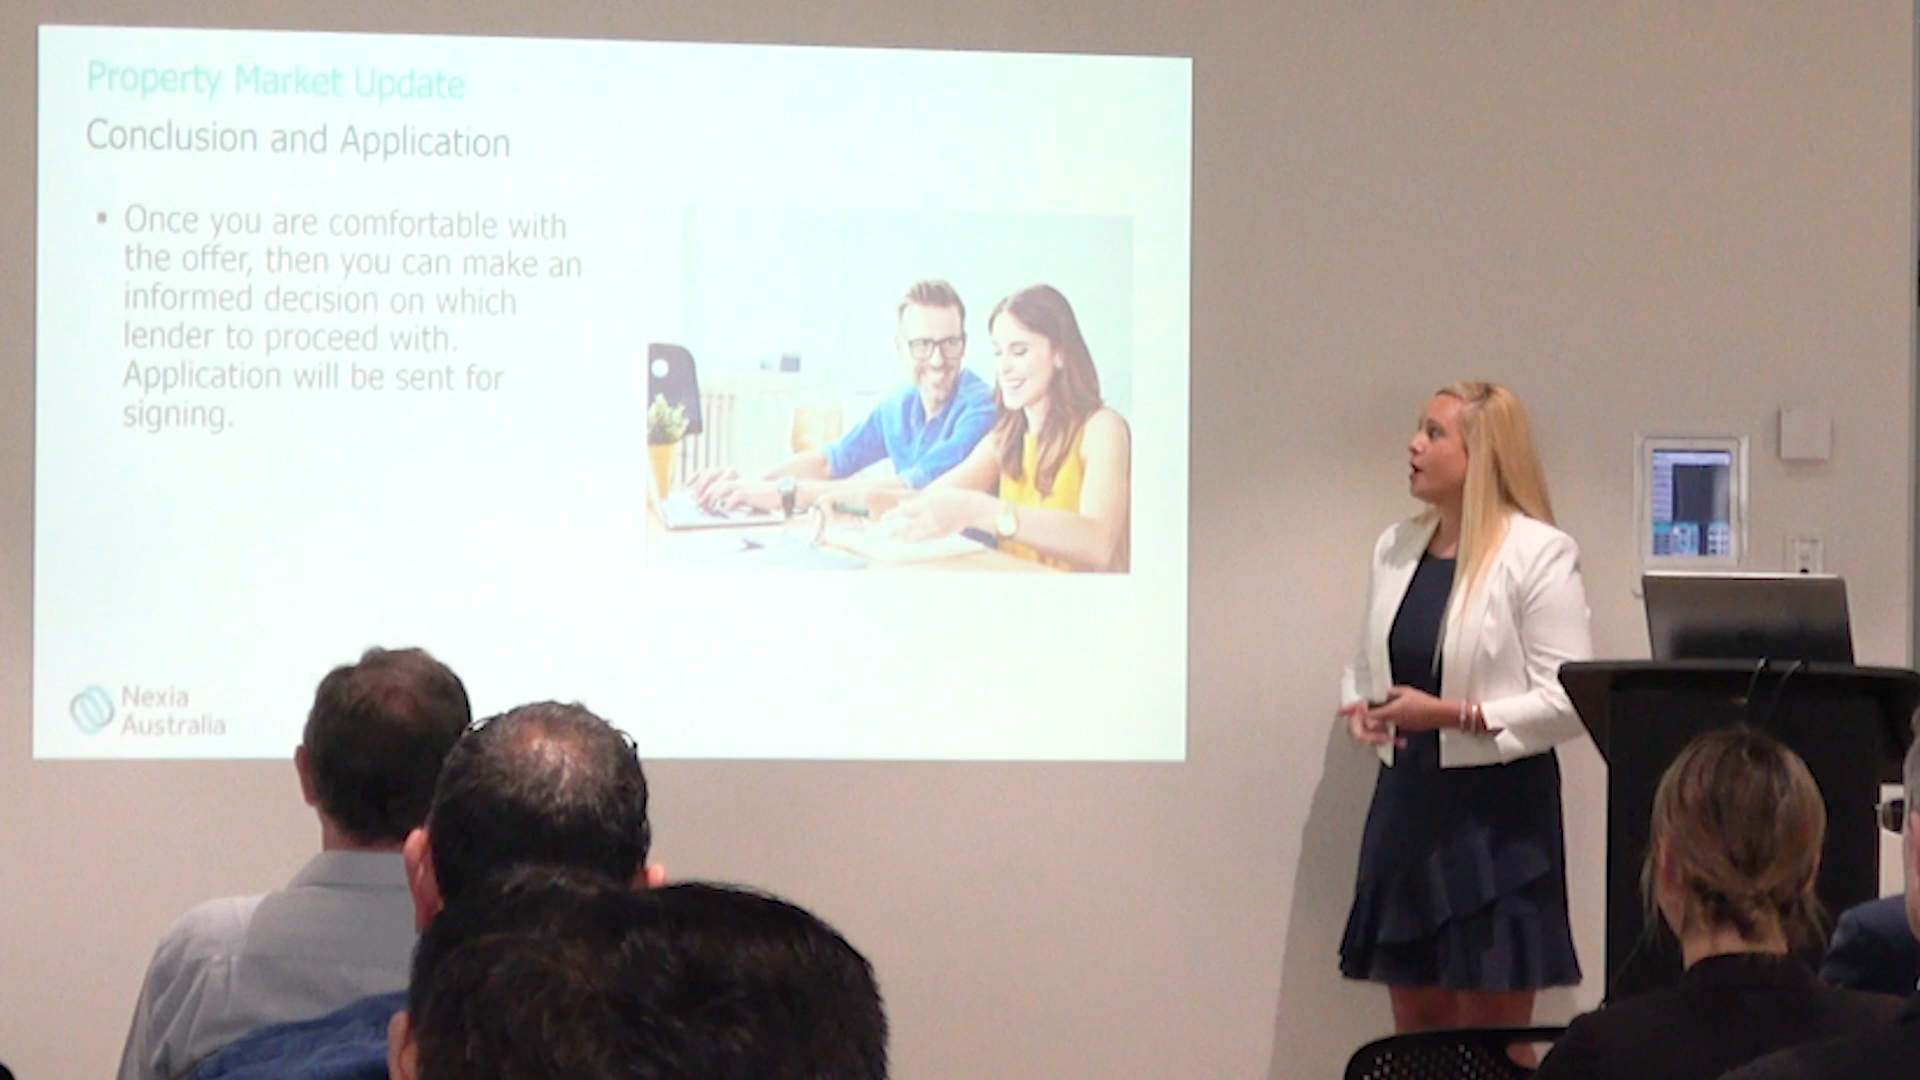 Property Market Update
Conclusion and Application
▪ Once you are comfortable with
the offer, then you can make an
informed decision on which
lender to proceed with.
Application will be sent for
signing.
Nexia
Australia